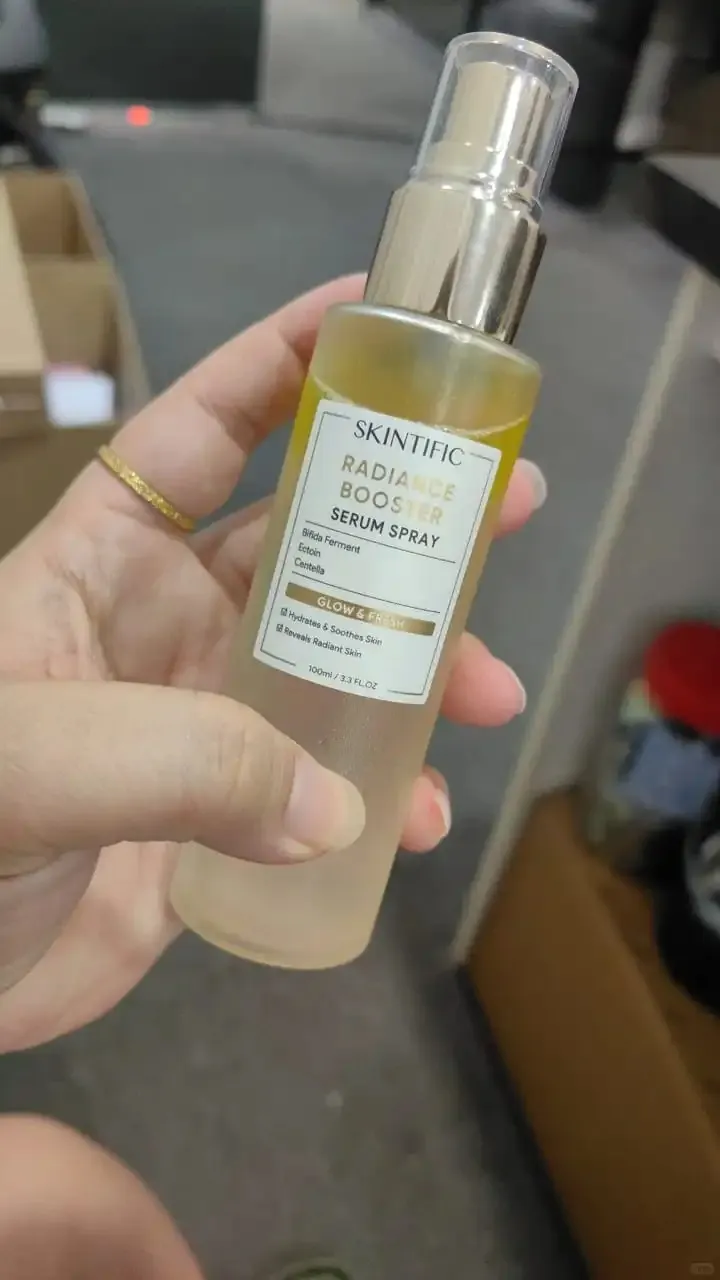 SKINTIFIC
RADIANCE
BOOSTER
SERUM SPRAY
Bifida Ferment
Ectoin
Centella
GLOW & FRESH
☑ Hydrates & Soothes Skin
☑ Reveals Radiant Skin
100ml / 3.3 FL.OZ